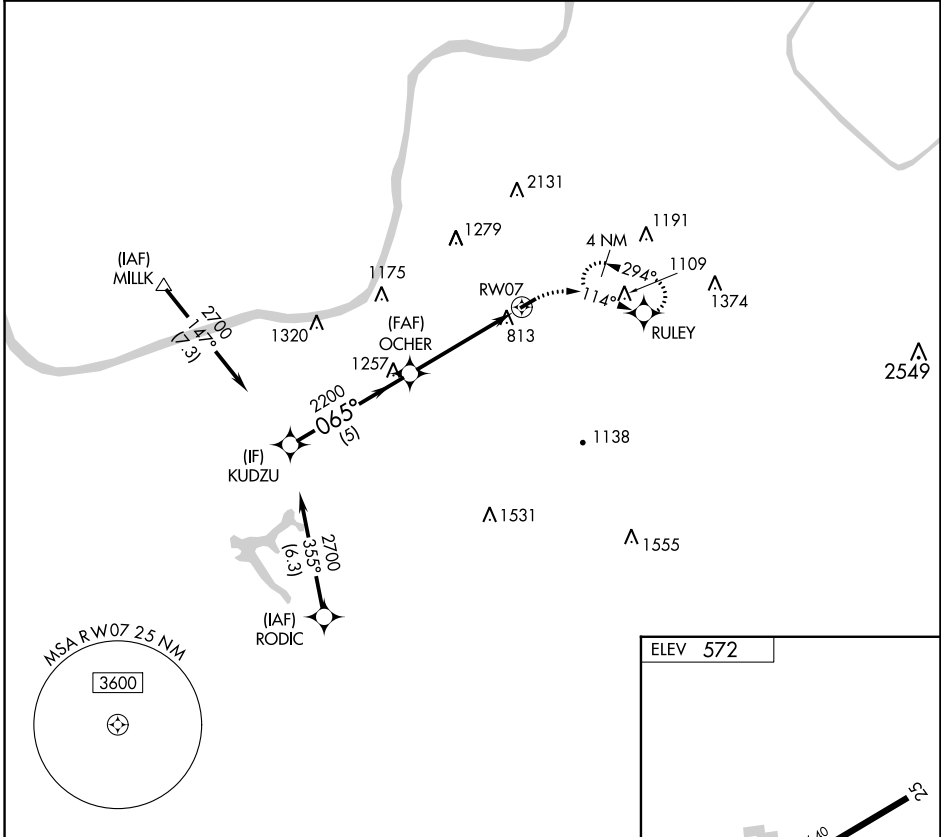 2131
1279
1191
4 NM
294°
1109
(IAF)
MILLK
1175
RW07
114°
1374
RULEY
2700
147°
(7.3)
1320
(FAF)
OCHER
813
1257
2549
2200
065°
(5)
(IF)
KUDZU
1138
1531
1555
2700
355°
(6.3)
(IAF)
RODIC
MSA RW07 25 NM
3600
ELEV 572
25